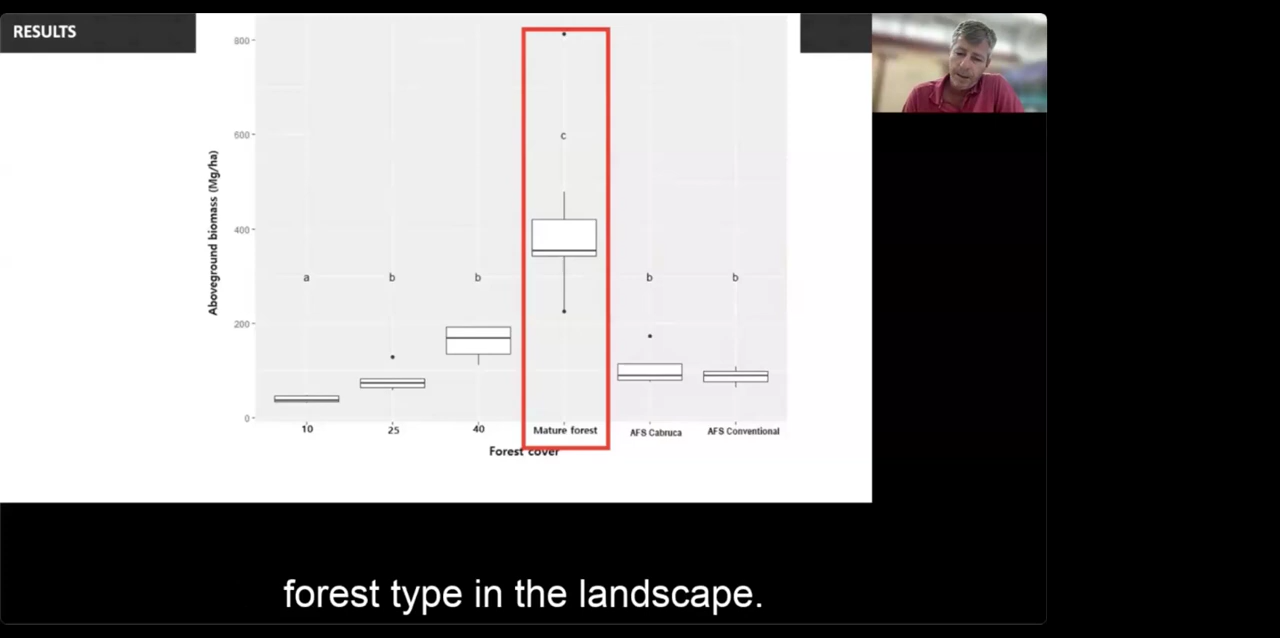 RESULTS
Aboveground biomass (Mg/ha)
800
600
400
200
0
c
a
b
b
b
b
10
25
40
Mature forest
AFS Cabruca
AFS Conventional
Forest cover
forest type in the landscape.